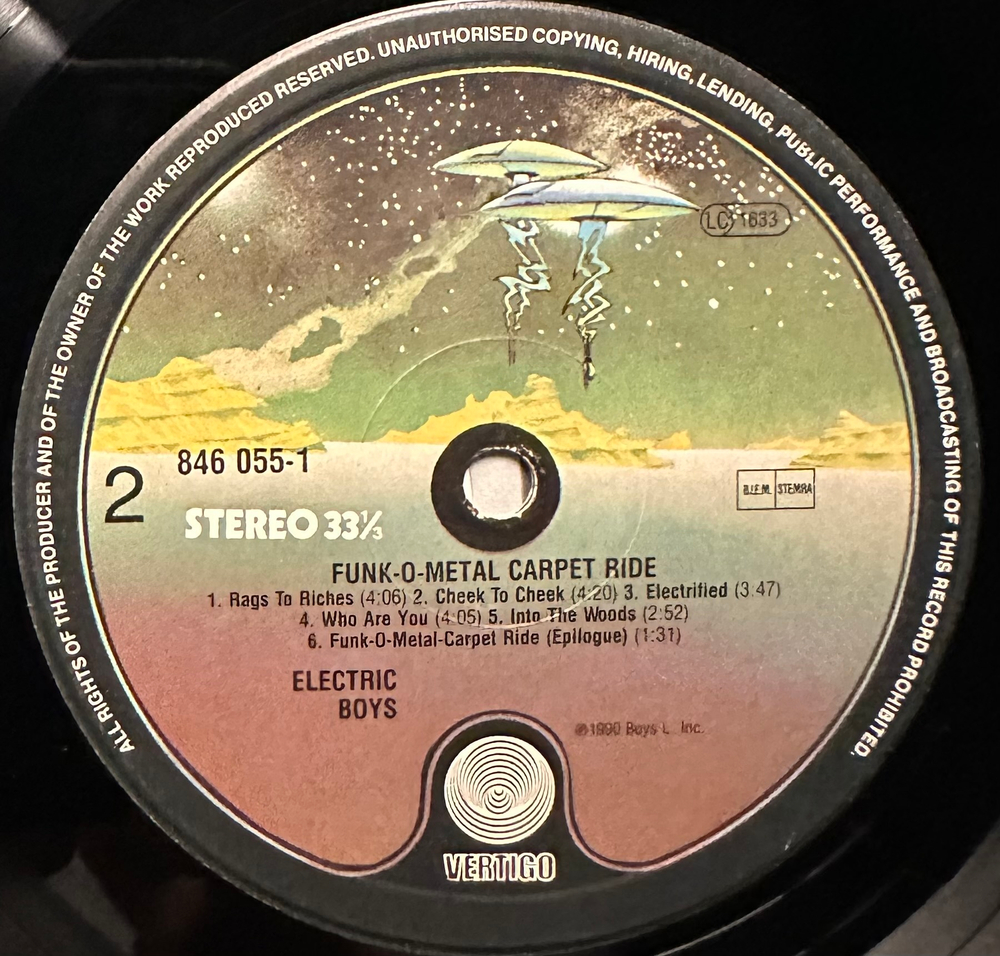 ALL RIGHTS OF THE PRODUCER AND OF THE OWNER OF THE WORK REPRODUCED RESERVED. UNAUTHORISED COPYING, HIRING, LENDING, PUBLIC PERFORMANCE AND BROADCASTING OF THIS RECORD PROHIBITED.
LC 1633
846 055-1
2
B.I.E.M. STEMRA
STEREO 33⅓
FUNK-O-METAL CARPET RIDE
1. Rags To Riches (4:06) 2. Cheek To Cheek (4:20) 3. Electrified (3:47)
4. Who Are You (4:05) 5. Into The Woods (2:52)
6. Funk-O-Metal-Carpet Ride (Epilogue) (1:31)
ELECTRIC
BOYS
℗1990 Boys L. Inc.
VERTIGO